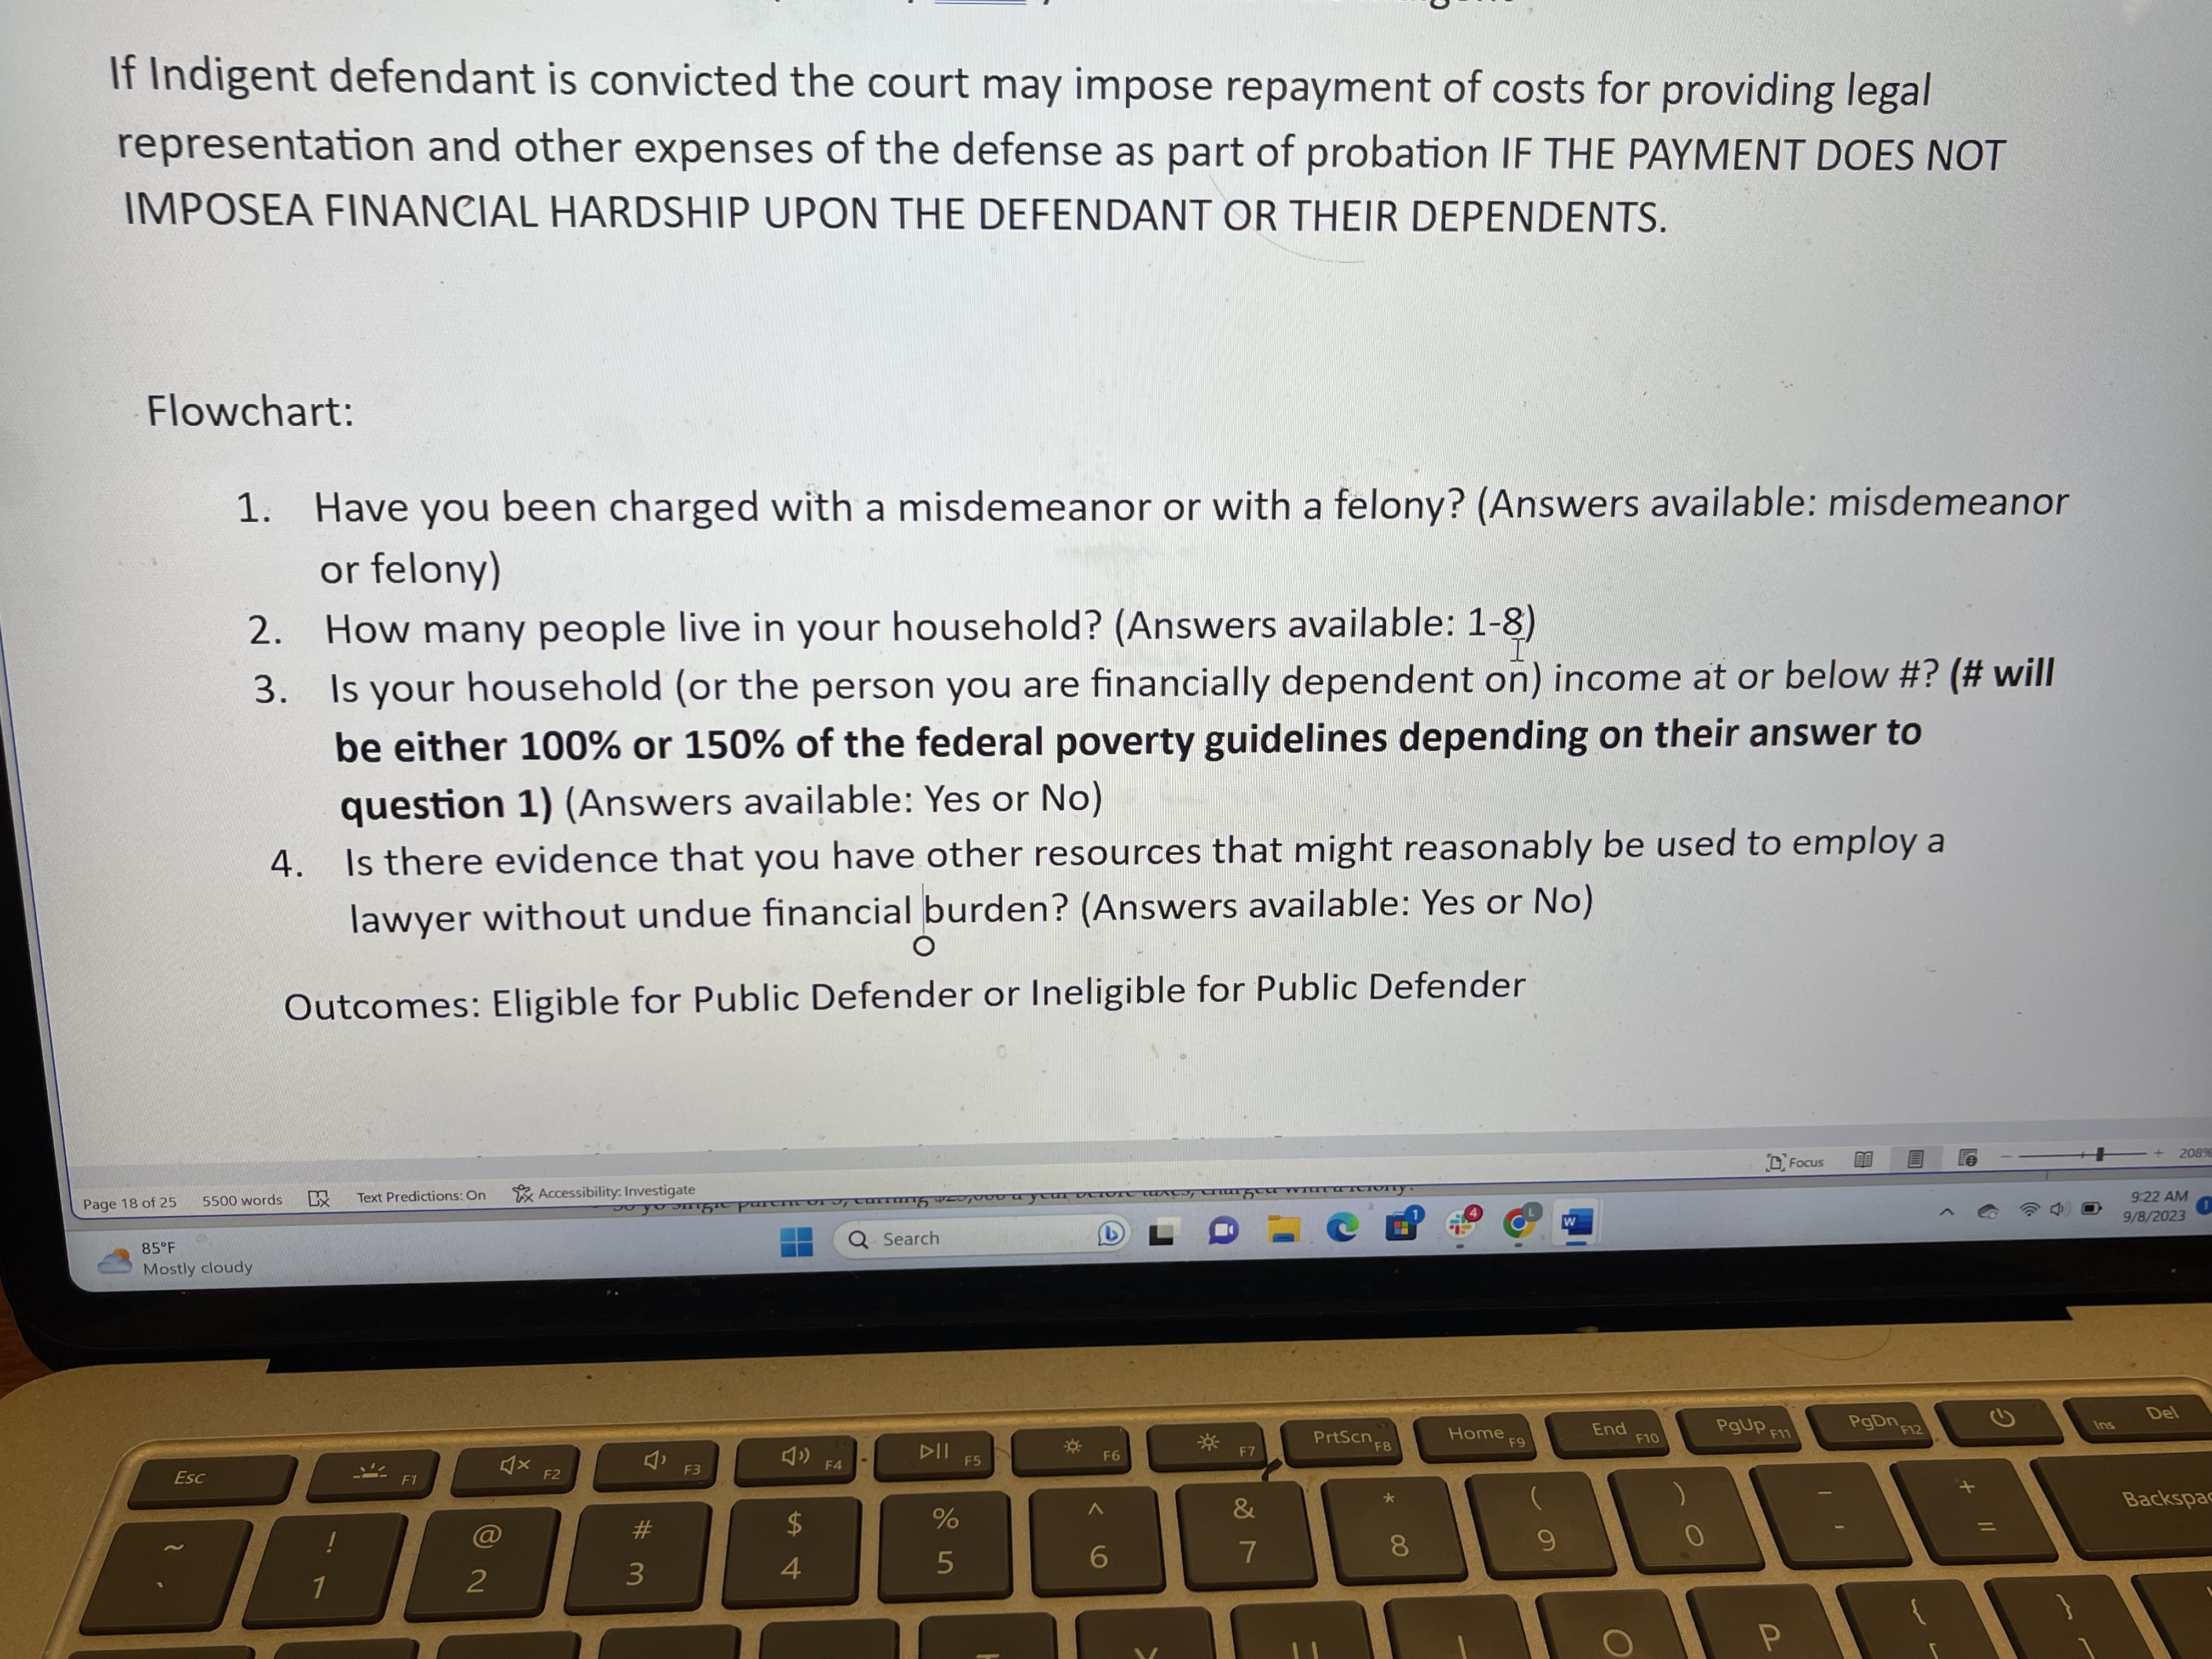 If Indigent defendant is convicted the court may impose repayment of costs for providing legal
representation and other expenses of the defense as part of probation IF THE PAYMENT DOES NOT
IMPOSEA FINANCIAL HARDSHIP UPON THE DEFENDANT OR THEIR DEPENDENTS.
Flowchart:
1. Have you been charged with a misdemeanor or with a felony? (Answers available: misdemeanor
or felony)
2. How many people live in your household? (Answers available: 1-8)
3. Is your household (or the person you are financially dependent on) income at or below #? (# will
be either 100% or 150% of the federal poverty guidelines depending on their answer to
question 1) (Answers available: Yes or No)
4. Is there evidence that you have other resources that might reasonably be used to employ a
lawyer without undue financial burden? (Answers available: Yes or No)
Outcomes: Eligible for Public Defender or Ineligible for Public Defender
Focus - + 208%
Page 18 of 25 5500 words Text Predictions: On Accessibility: Investigate
85°F
Mostly cloudy
Search
1
4
L
W
9:22 AM
9/8/2023
1
Esc F1 F2 F3 F4 F5 F6 F7 PrtScn F8 Home F9 End F10 PgUp F11 PgDn F12 Ins Del
~ ` ! 1 @ 2 # 3 $ 4 % 5 ^ 6 & 7 * 8 ( 9 ) 0 _ - + = Backspac
O P { [ } ]